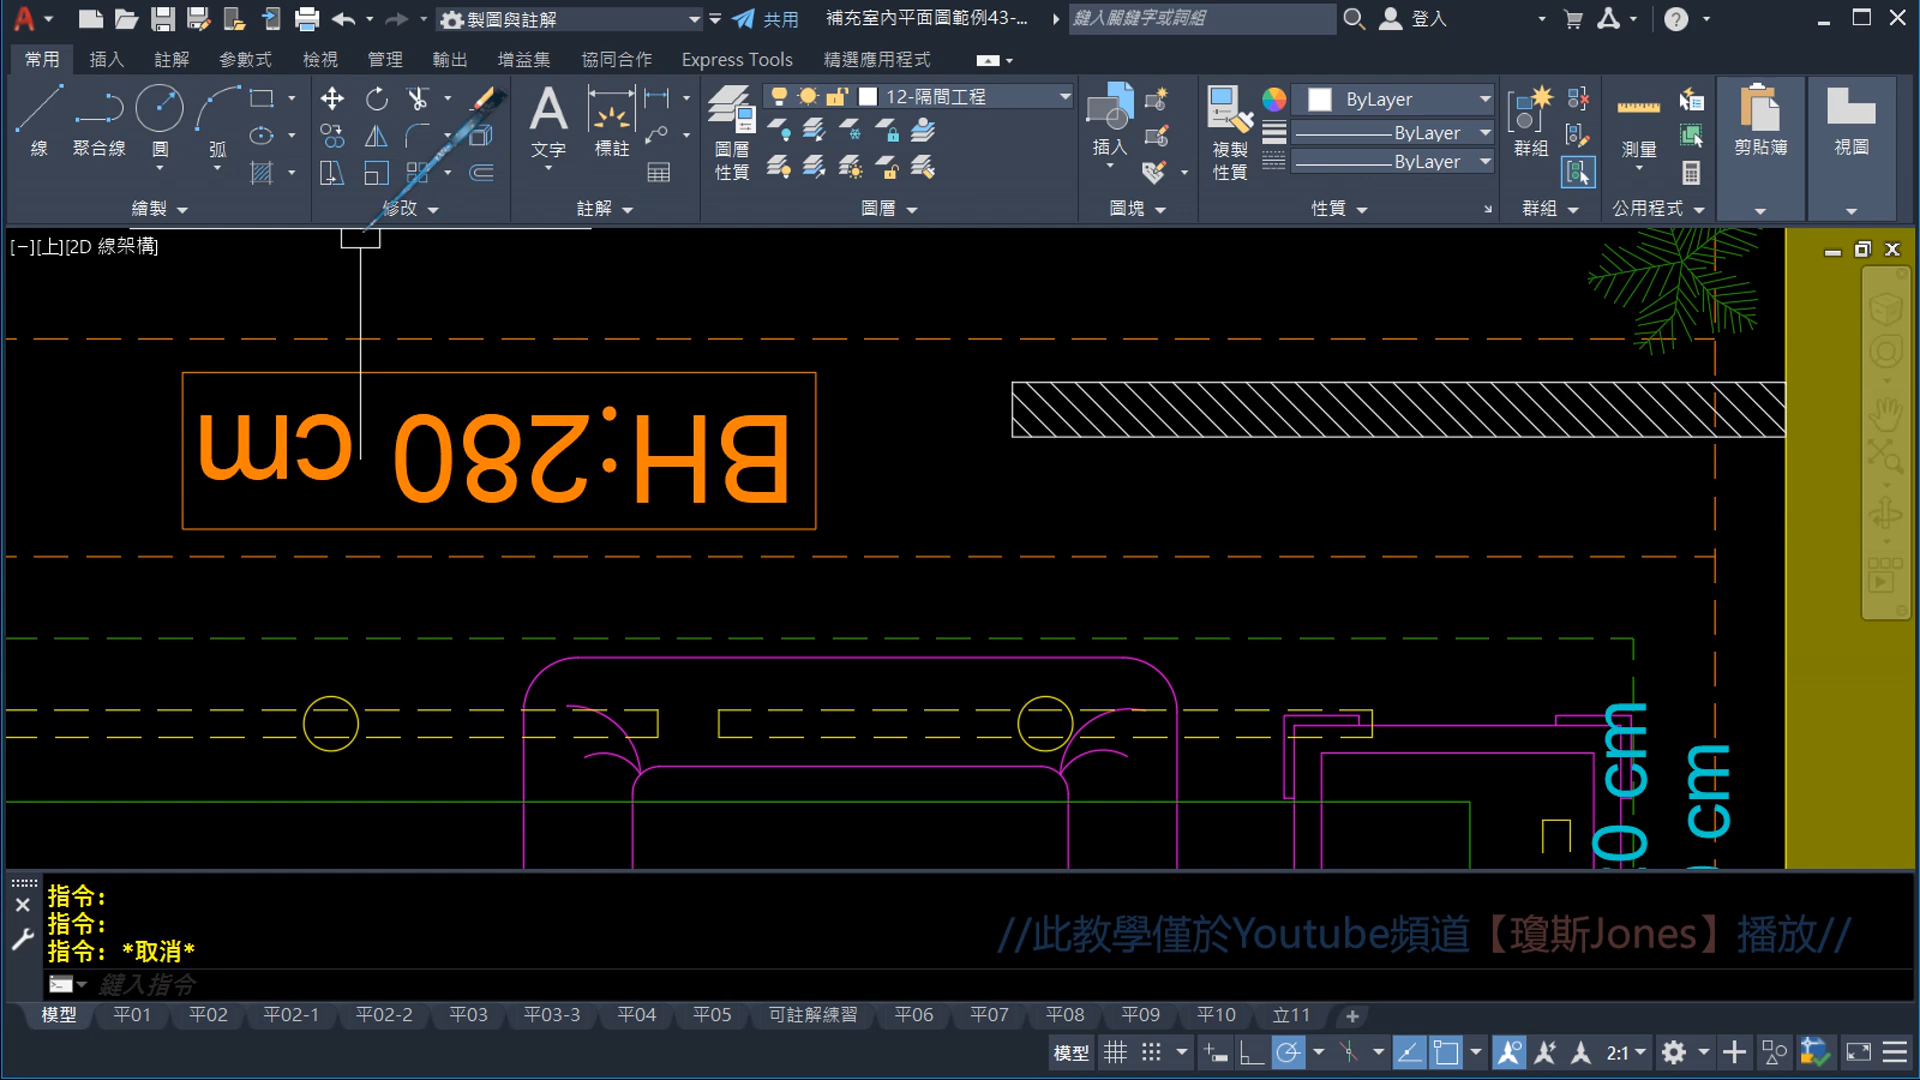 製圖與註解
共用
補充室內平面圖範例43-...
鍵入關鍵字或詞組
登入
常用 插入 註解 參數式 檢視 管理 輸出 增益集 協同合作 Express Tools 精選應用程式
線
聚合線
圓
弧
繪製
修改
文字
標註
註解
圖層
性質
12-隔間工程
圖層
插入
圖塊
複製
性質
ByLayer
ByLayer
ByLayer
性質
群組
群組
測量
公用程式
剪貼簿
視圖
[−][上][2D 線架構]
BH:280 cm
0 cm
cm
指令:
指令:
指令: *取消*
//此教學僅於Youtube頻道【瓊斯Jones】播放//
鍵入指令
模型 平01 平02 平02-1 平02-2 平03 平03-3 平04 平05 可註解練習 平06 平07 平08 平09 平10 立11
模型
2:1